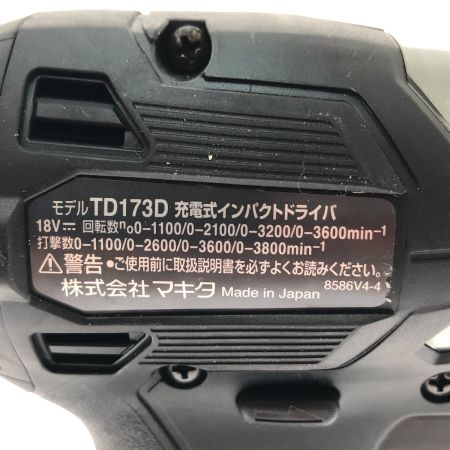 モデル TD173D 充電式インパクトドライバ
18V⎓ 回転数n₀0-1100/0-2100/0-3200/0-3600min⁻¹
打撃数0-1100/0-2600/0-3600/0-3800min⁻¹
⚠警告●ご使用前に取扱説明書を必ずよくお読みください。
株式会社マキタ Made in Japan 8586V4-4